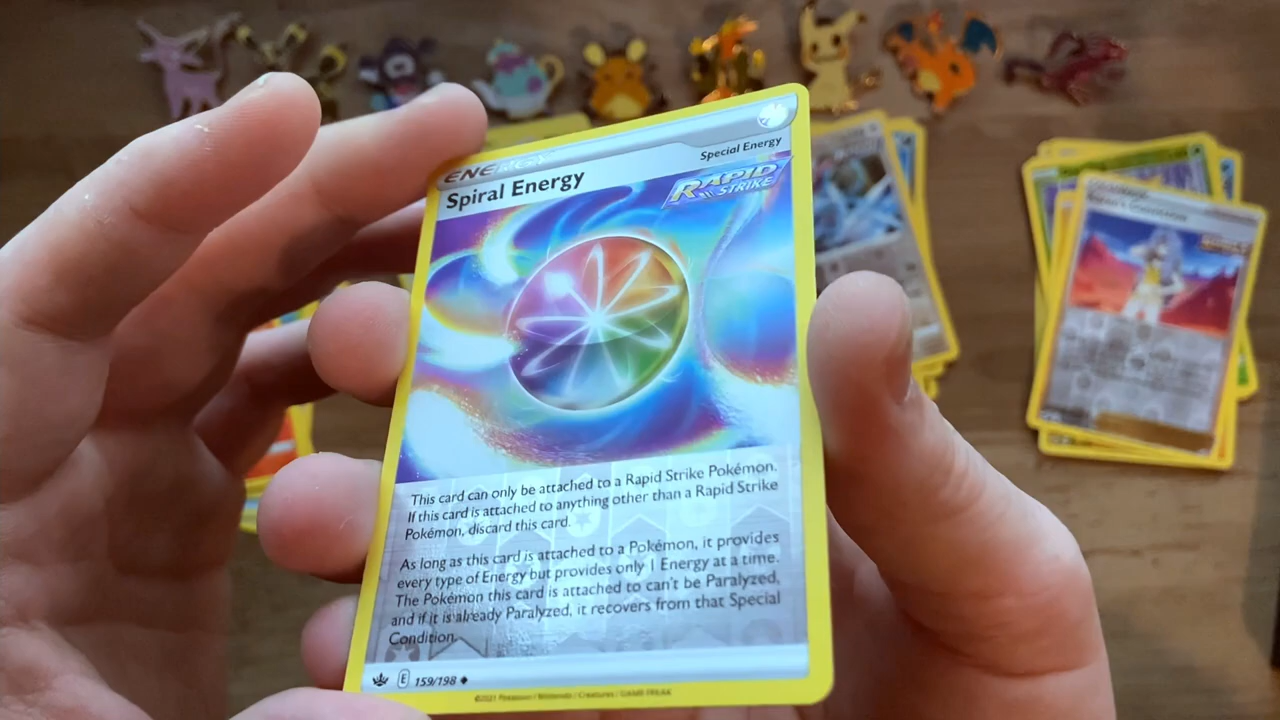 ENERGY
Special Energy
Spiral Energy
RAPID
STRIKE
This card can only be attached to a Rapid Strike Pokémon.
If this card is attached to anything other than a Rapid Strike
Pokémon, discard this card.
As long as this card is attached to a Pokémon, it provides
every type of Energy but provides only 1 Energy at a time.
The Pokémon this card is attached to can't be Paralyzed,
and if it is already Paralyzed, it recovers from that Special
Condition.
E 159/198
©2021 Pokémon / Nintendo / Creatures / GAME FREAK